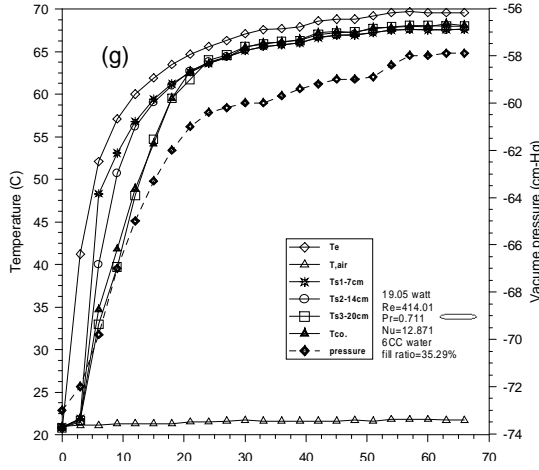 (g)
Temperature (C)
70
65
60
55
50
45
40
35
30
25
20
0
10
20
30
40
50
60
70
-56
-58
-60
-62
-64
-66
-68
-70
-72
-74
Vacume pressure (cm-Hg)
Te
T,air
Ts1-7cm
Ts2-14cm
Ts3-20cm
Tco.
pressure
19.05 watt
Re=414.01
Pr=0.711
Nu=12.871
6CC water
fill ratio=35.29%